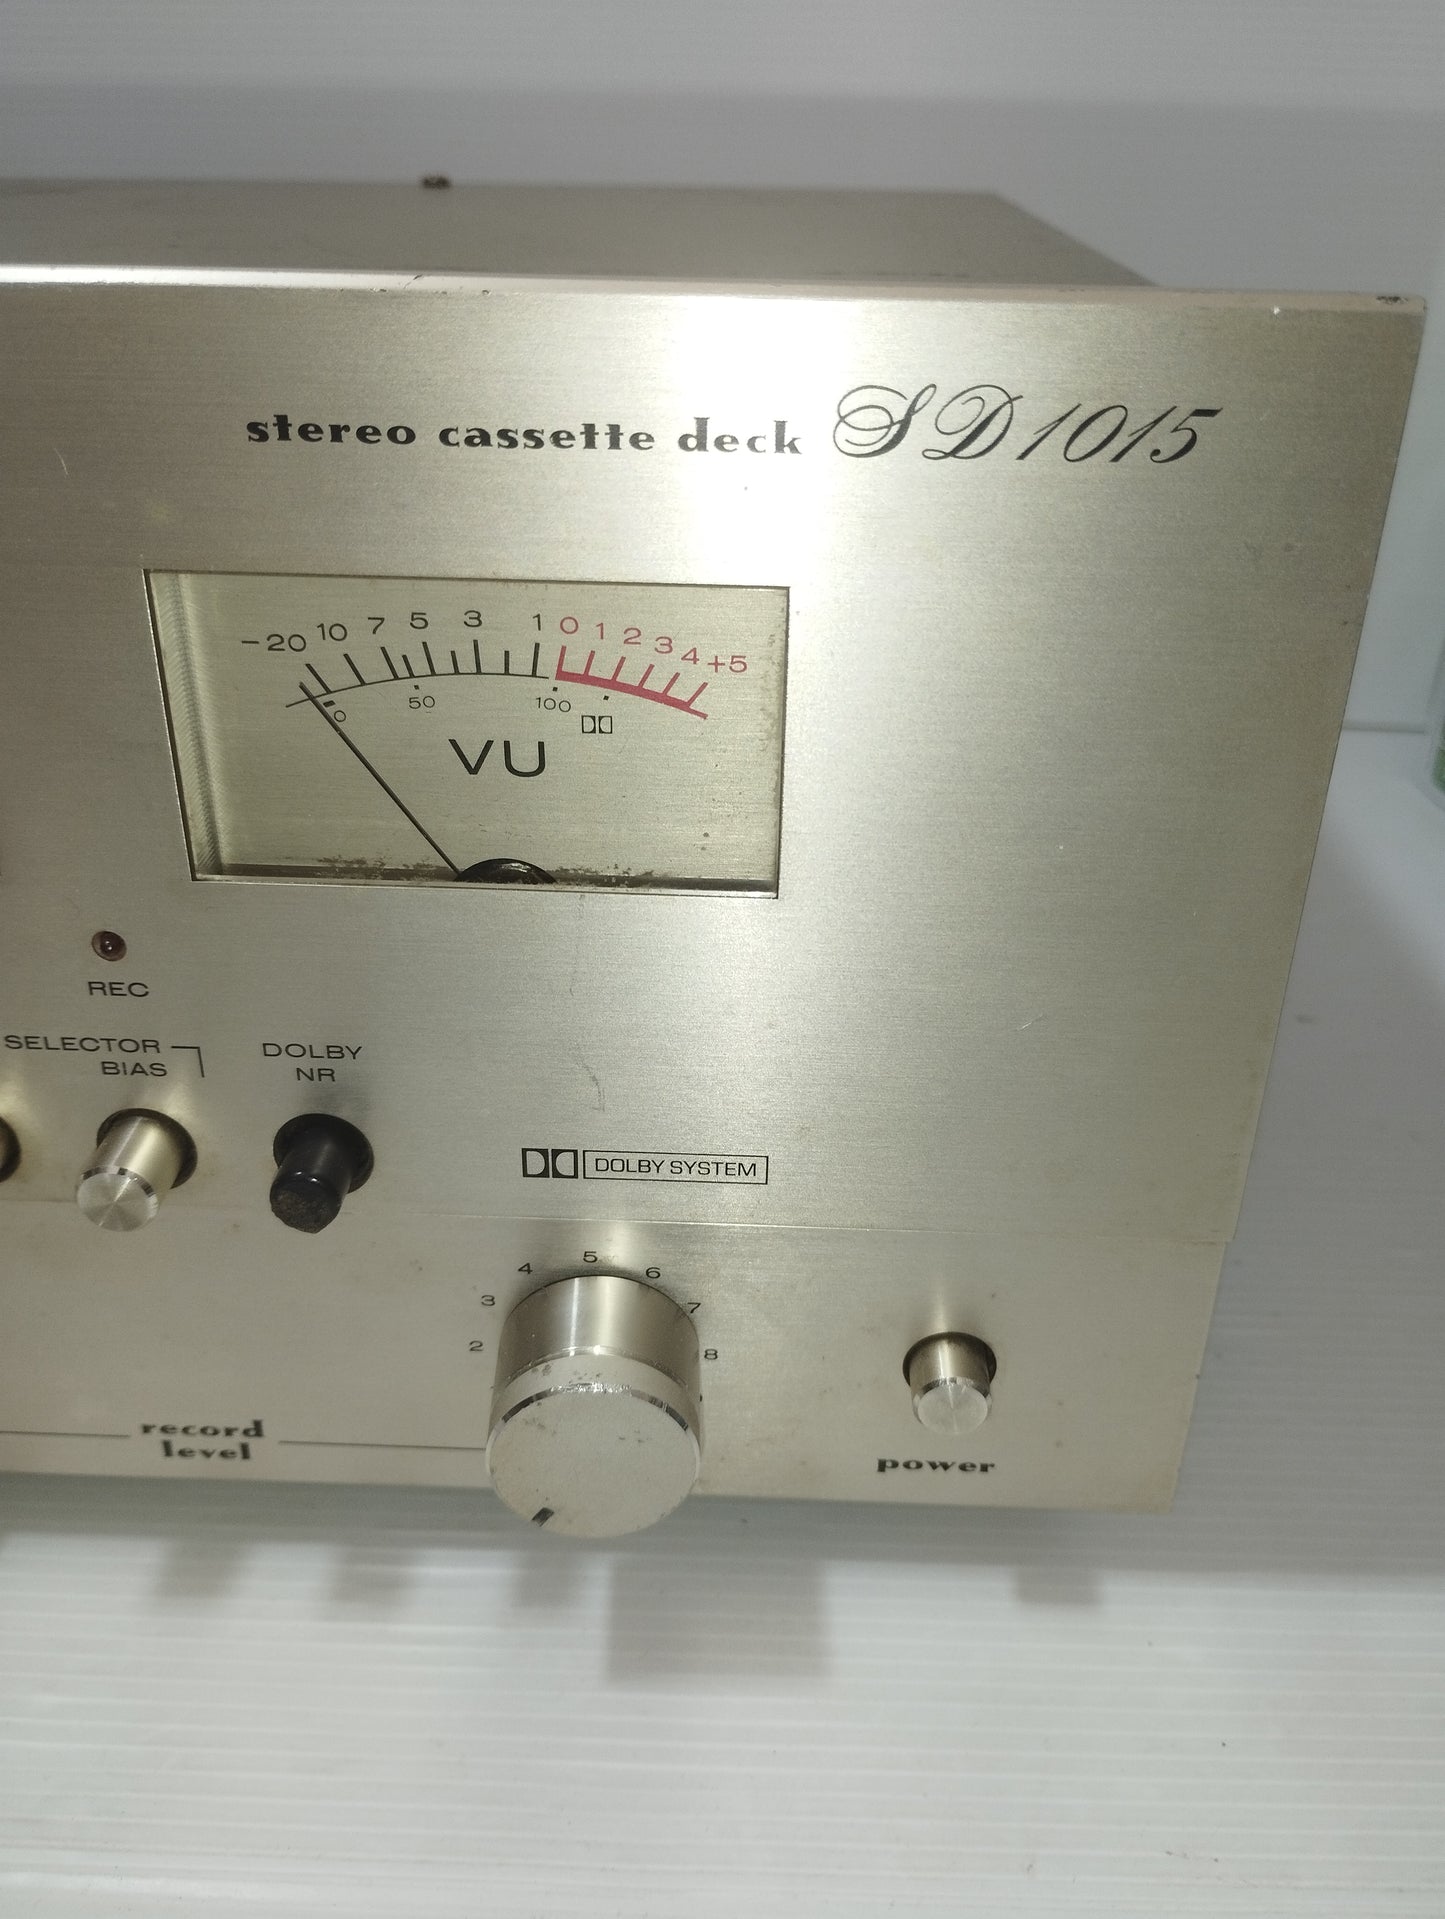 stereo cassette deck SD1015
-20 10 7 5 3 1 0 1 2 3 4 +5
0 50 100
VU
REC
SELECTOR
BIAS
DOLBY
NR
DOLBY SYSTEM
2 3 4 5 6 7 8
record
level
power